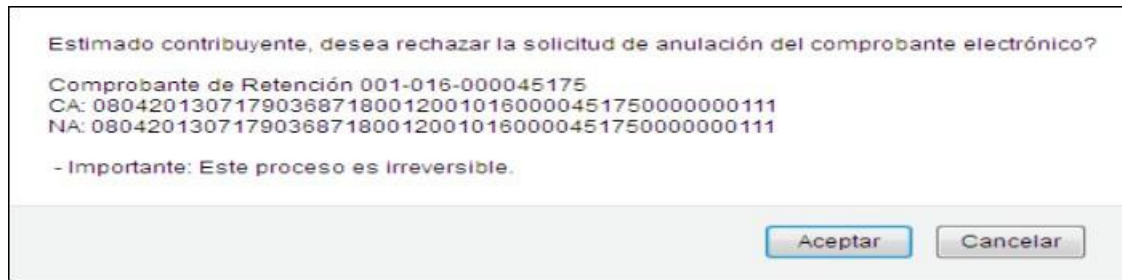 Estimado contribuyente, desea rechazar la solicitud de anulación del comprobante electrónico?
Comprobante de Retención 001-016-000045175
CA: 0804201307179036871800120010160000451750000000111
NA: 0804201307179036871800120010160000451750000000111
- Importante: Este proceso es irreversible.
Aceptar Cancelar